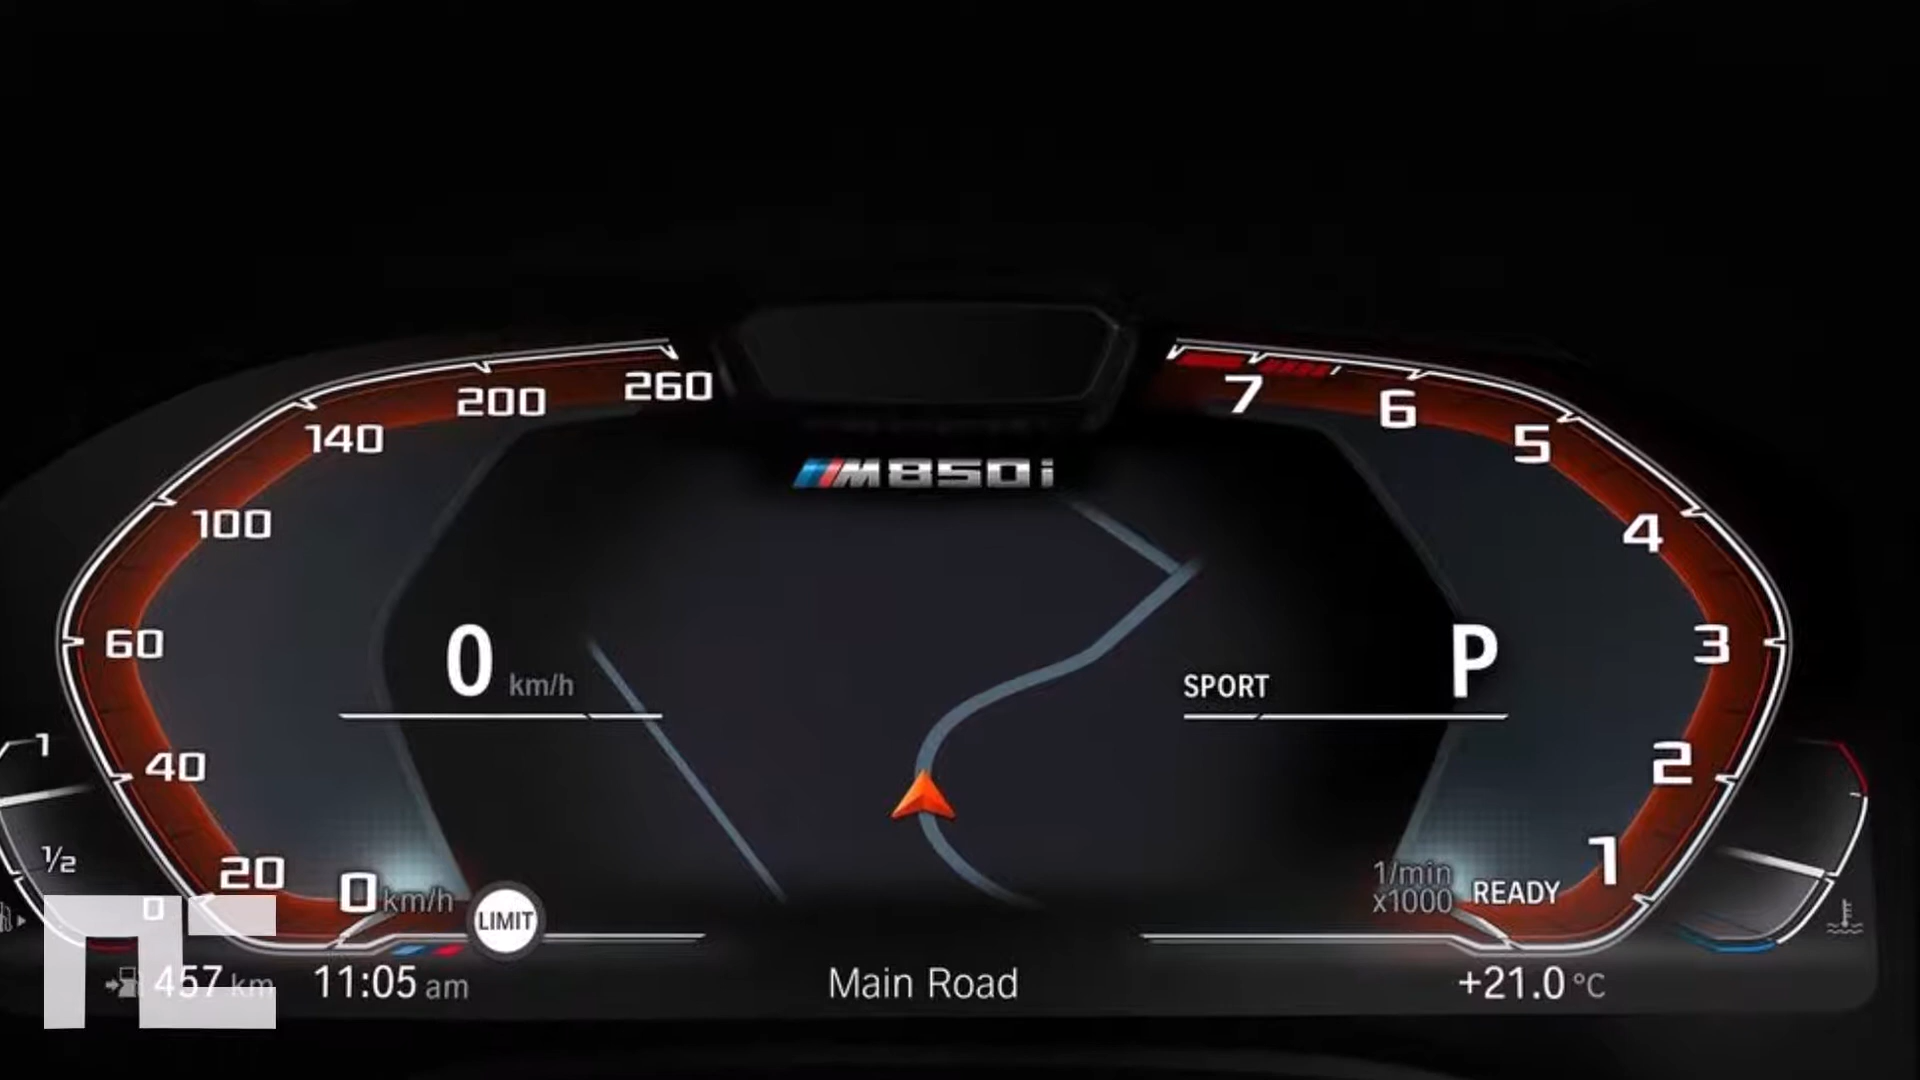 260
200
140
100
60
40
20
0 km/h
7
6
5
4
3
2
1
M850i
0 km/h
SPORT
P
1
1/2
0
LIMIT
1/min
x1000
READY
457 km
11:05 am
Main Road
+21.0 °C